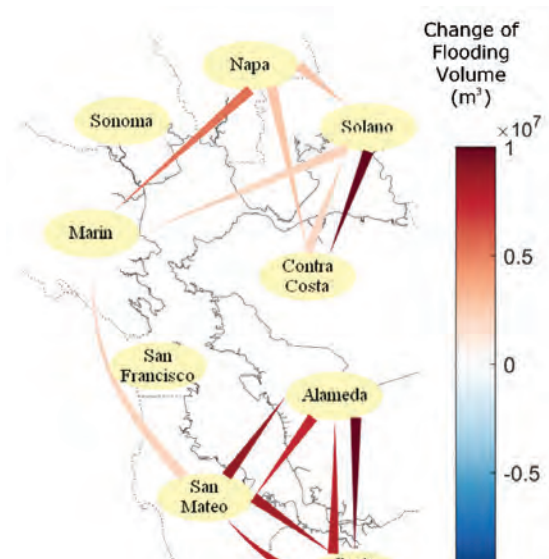 Change of
Flooding
Volume
(m³)
×10⁷
1
0.5
0
-0.5
Napa
Sonoma
Solano
Marin
Contra
Costa
San
Francisco
Alameda
San
Mateo